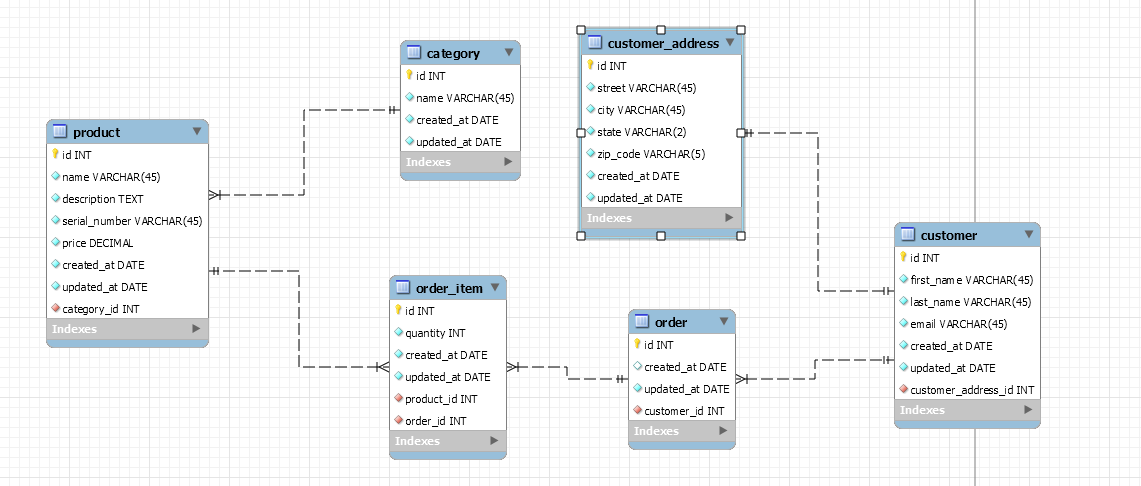 category
id INT
name VARCHAR(45)
created_at DATE
updated_at DATE
Indexes
customer_address
id INT
street VARCHAR(45)
city VARCHAR(45)
state VARCHAR(2)
zip_code VARCHAR(5)
created_at DATE
updated_at DATE
Indexes
product
id INT
name VARCHAR(45)
description TEXT
serial_number VARCHAR(45)
price DECIMAL
created_at DATE
updated_at DATE
category_id INT
Indexes
order_item
id INT
quantity INT
created_at DATE
updated_at DATE
product_id INT
order_id INT
Indexes
order
id INT
created_at DATE
updated_at DATE
customer_id INT
Indexes
customer
id INT
first_name VARCHAR(45)
last_name VARCHAR(45)
email VARCHAR(45)
created_at DATE
updated_at DATE
customer_address_id INT
Indexes